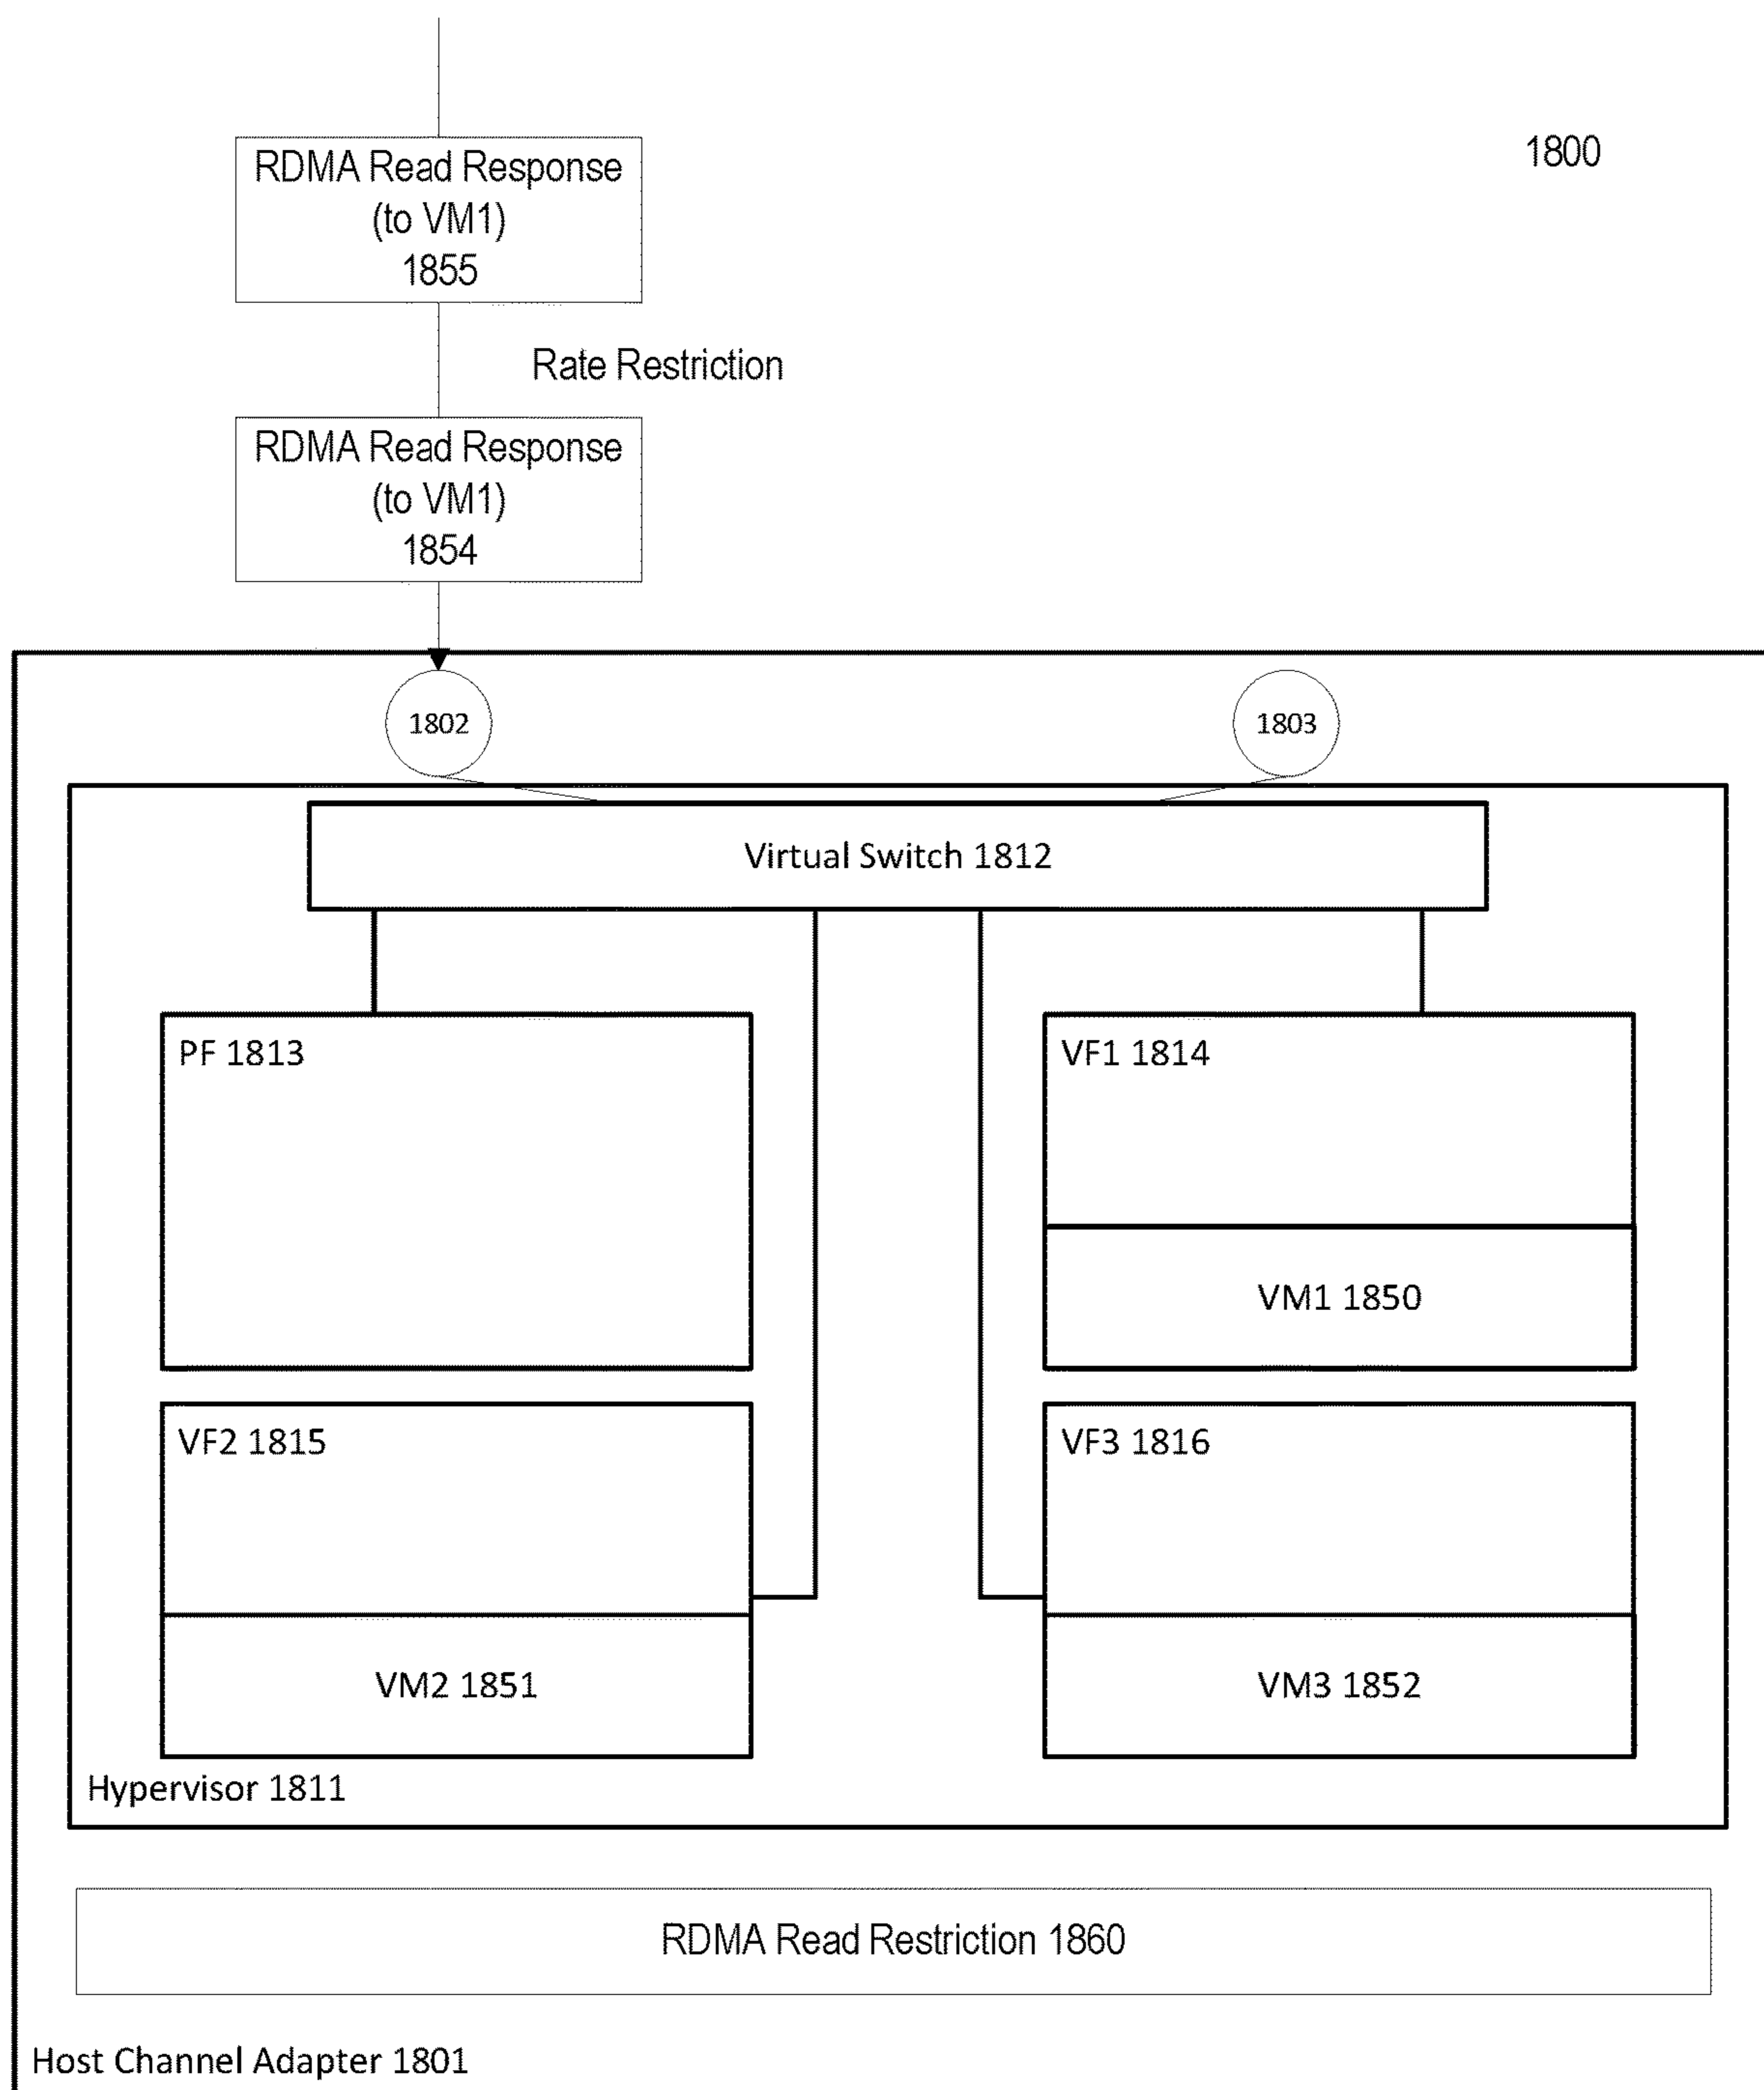 1800
RDMA Read Response
(to VM1)
1855
Rate Restriction
RDMA Read Response
(to VM1)
1854
1802
1803
Virtual Switch 1812
PF 1813
VF1 1814
VM1 1850
VF2 1815
VF3 1816
VM2 1851
VM3 1852
Hypervisor 1811
RDMA Read Restriction 1860
Host Channel Adapter 1801